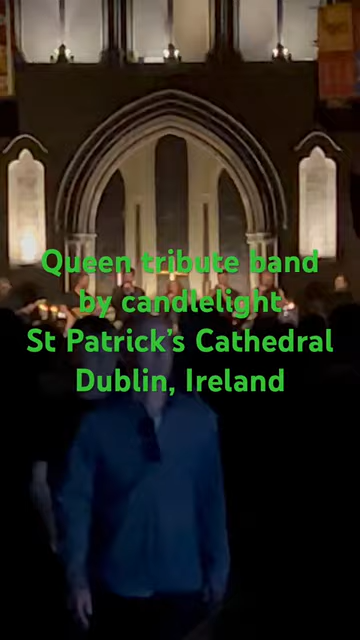 Queen tribute band
by candlelight
St Patrick's Cathedral
Dublin, Ireland